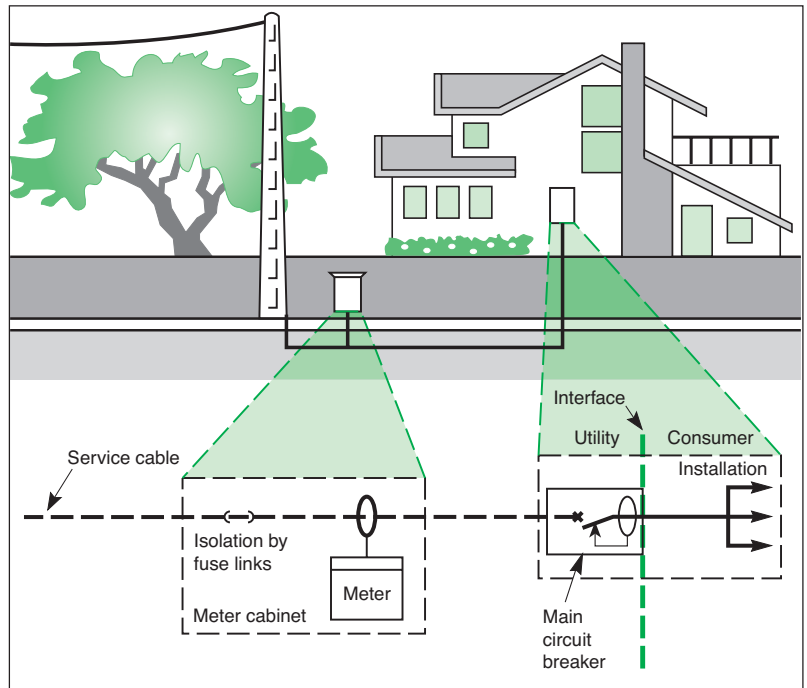 Interface
Utility
Consumer
Service cable
Installation
Isolation by
fuse links
Meter
Meter cabinet
Main
circuit
breaker